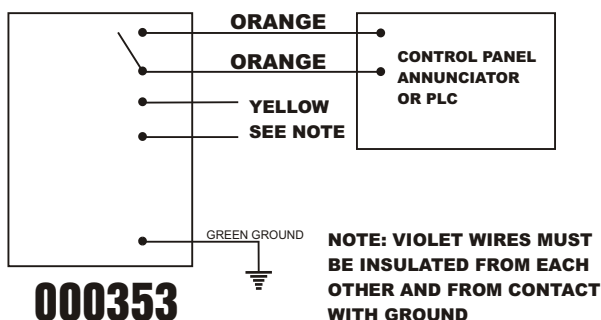 ORANGE
ORANGE
CONTROL PANEL
ANNUNCIATOR
OR PLC
YELLOW
SEE NOTE
GREEN GROUND
NOTE: VIOLET WIRES MUST
BE INSULATED FROM EACH
OTHER AND FROM CONTACT
WITH GROUND
000353